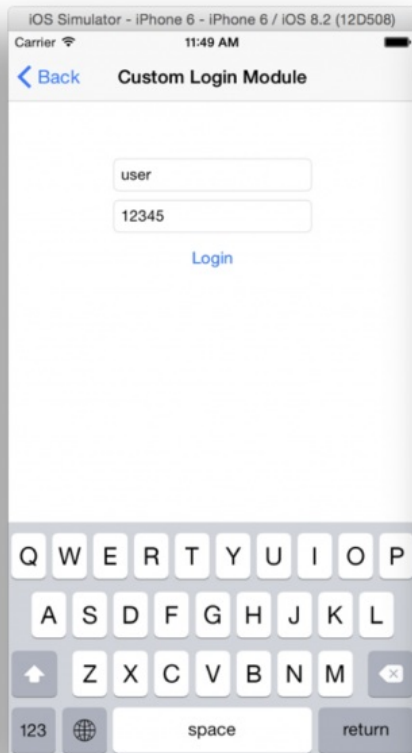 iOS Simulator - iPhone 6 - iPhone 6 / iOS 8.2 (12D508)
Carrier 11:49 AM
Back Custom Login Module
user
12345
Login
Q W E R T Y U I O P
A S D F G H J K L
Z X C V B N M
123 space return